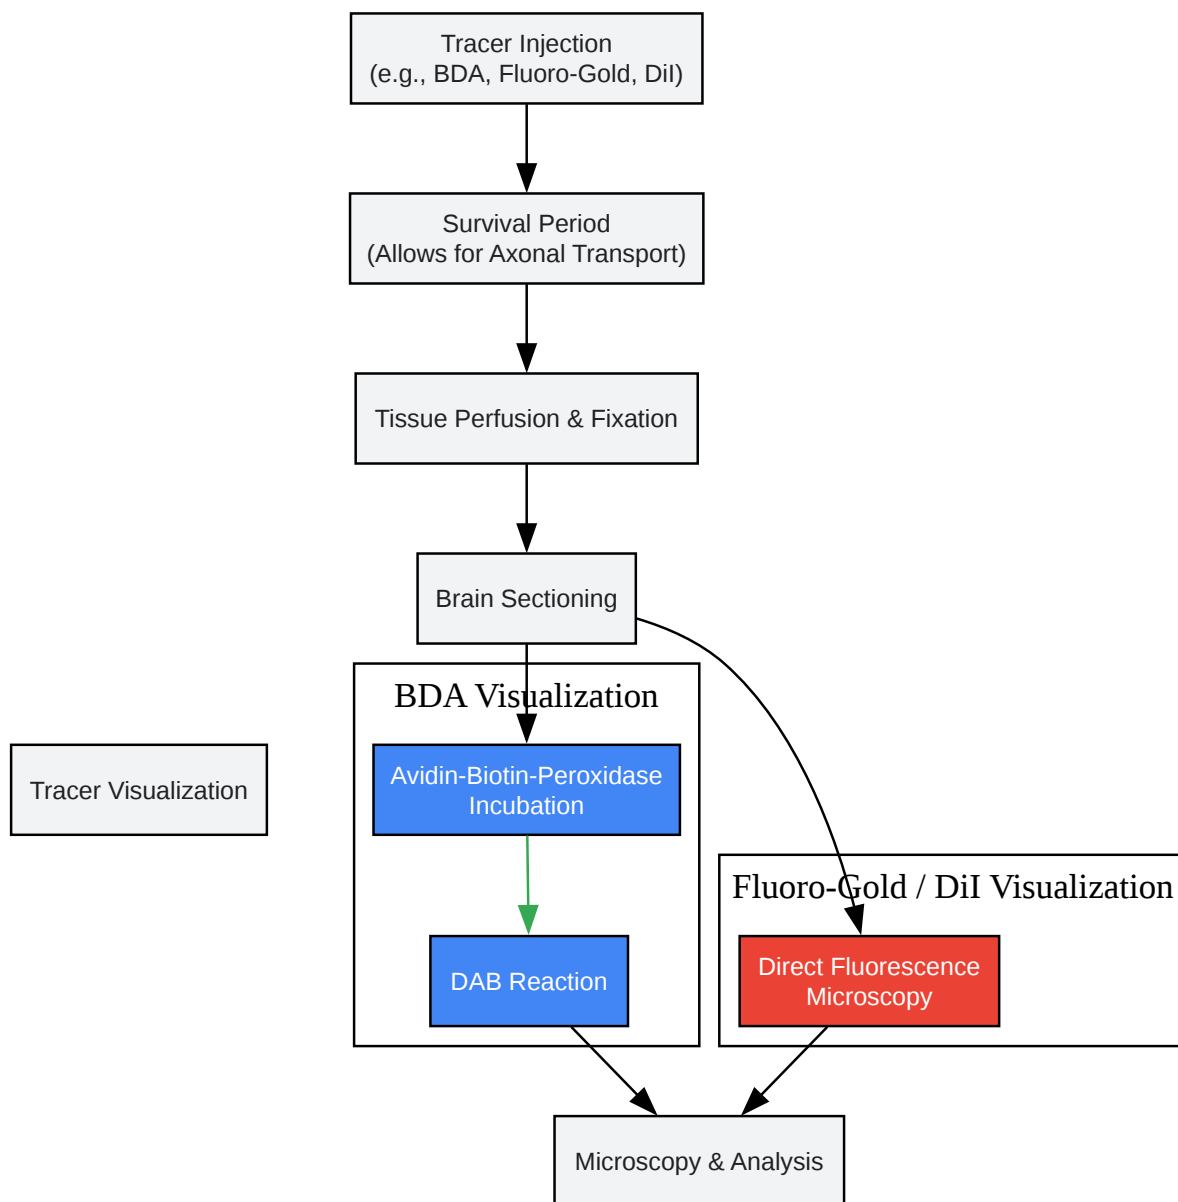 Tracer Injection
(e.g., BDA, Fluoro-Gold, DiI)
Survival Period
(Allows for Axonal Transport)
Tissue Perfusion & Fixation
Brain Sectioning
BDA Visualization
Avidin-Biotin-Peroxidase
Incubation
Tracer Visualization
Fluoro-Gold / DiI Visualization
DAB Reaction
Direct Fluorescence
Microscopy
Microscopy & Analysis